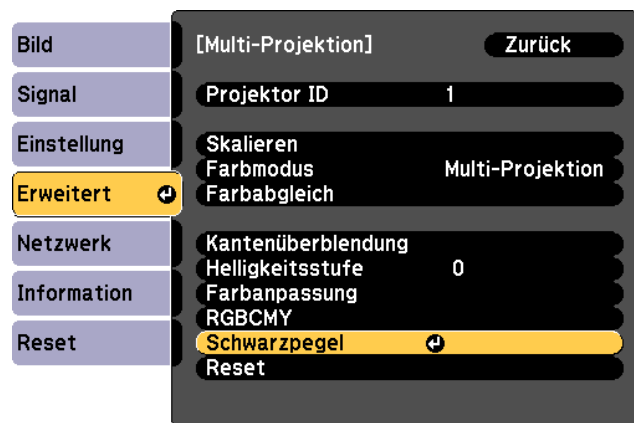 Bild
Signal
Einstellung
Erweitert
Netzwerk
Information
Reset
[Multi-Projektion] Zurück
Projektor ID 1
Skalieren
Farbmodus Multi-Projektion
Farbabgleich
Kantenüberblendung
Helligkeitsstufe 0
Farbanpassung
RGBCMY
Schwarzpegel
Reset